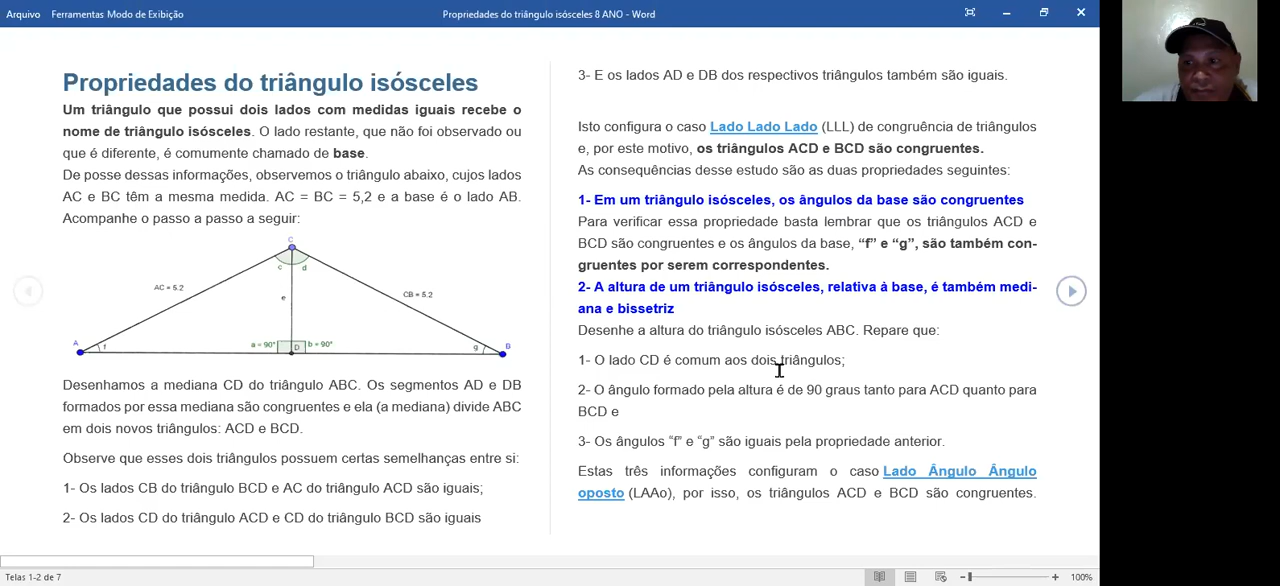 Arquivo Ferramentas Modo de Exibição
Propriedades do triângulo isósceles 8 ANO - Word
Propriedades do triângulo isósceles
Um triângulo que possui dois lados com medidas iguais recebe o
nome de triângulo isósceles. O lado restante, que não foi observado ou
que é diferente, é comumente chamado de base.
De posse dessas informações, observemos o triângulo abaixo, cujos lados
AC e BC têm a mesma medida. AC = BC = 5,2 e a base é o lado AB.
Acompanhe o passo a passo a seguir:
C
c d
AC = 5.2
CB = 5.2
e
A
f
a = 90°
D
b = 90°
g
B
Desenhamos a mediana CD do triângulo ABC. Os segmentos AD e DB
formados por essa mediana são congruentes e ela (a mediana) divide ABC
em dois novos triângulos: ACD e BCD.
Observe que esses dois triângulos possuem certas semelhanças entre si:
1- Os lados CB do triângulo BCD e AC do triângulo ACD são iguais;
2- Os lados CD do triângulo ACD e CD do triângulo BCD são iguais
3- E os lados AD e DB dos respectivos triângulos também são iguais.
Isto configura o caso Lado Lado Lado (LLL) de congruência de triângulos
e, por este motivo, os triângulos ACD e BCD são congruentes.
As consequências desse estudo são as duas propriedades seguintes:
1- Em um triângulo isósceles, os ângulos da base são congruentes
Para verificar essa propriedade basta lembrar que os triângulos ACD e
BCD são congruentes e os ângulos da base, “f” e “g”, são também con-
gruentes por serem correspondentes.
2- A altura de um triângulo isósceles, relativa à base, é também medi-
ana e bissetriz
Desenhe a altura do triângulo isósceles ABC. Repare que:
1- O lado CD é comum aos dois triângulos;
2- O ângulo formado pela altura é de 90 graus tanto para ACD quanto para
BCD e
3- Os ângulos “f” e “g” são iguais pela propriedade anterior.
Estas três informações configuram o caso Lado Ângulo Ângulo
oposto (LAAo), por isso, os triângulos ACD e BCD são congruentes.
Telas 1-2 de 7
100%